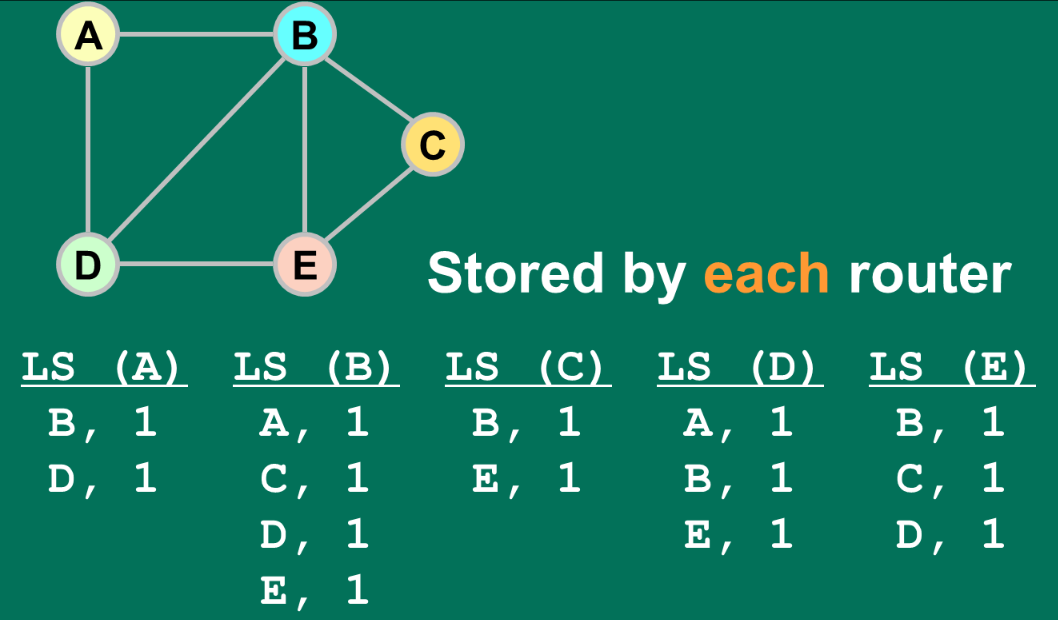 A
B
C
D
E
Stored by each router
LS (A)
B, 1
D, 1
LS (B)
A, 1
C, 1
D, 1
E, 1
LS (C)
B, 1
E, 1
LS (D)
A, 1
B, 1
E, 1
LS (E)
B, 1
C, 1
D, 1